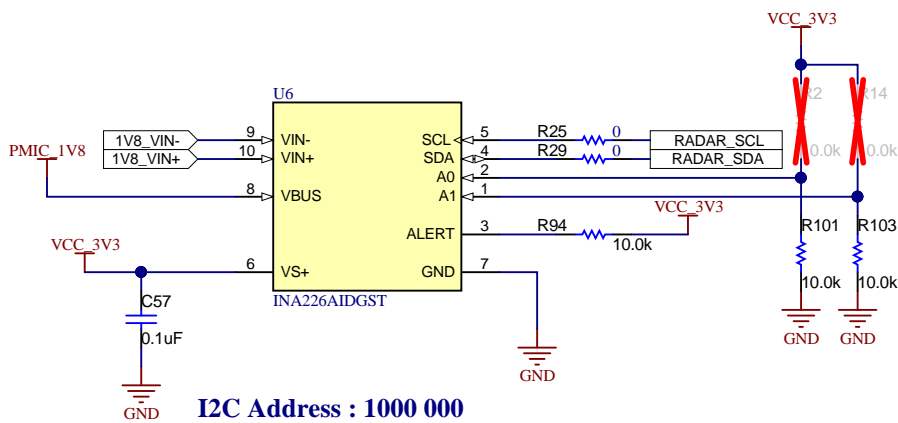 VCC_3V3
U6
R2
R14
1V8_VIN-
9
VIN-
SCL
5
R25
0
RADAR_SCL
PMIC_1V8
1V8_VIN+
10
VIN+
SDA
4
R29
0
RADAR_SDA
A0
2
8
VBUS
A1
1
VCC_3V3
ALERT
3
R94
10.0k
R101
R103
VCC_3V3
6
VS+
GND
7
10.0k
10.0k
INA226AIDGST
C57
0.1uF
GND
GND
GND
GND
I2C Address : 1000 000